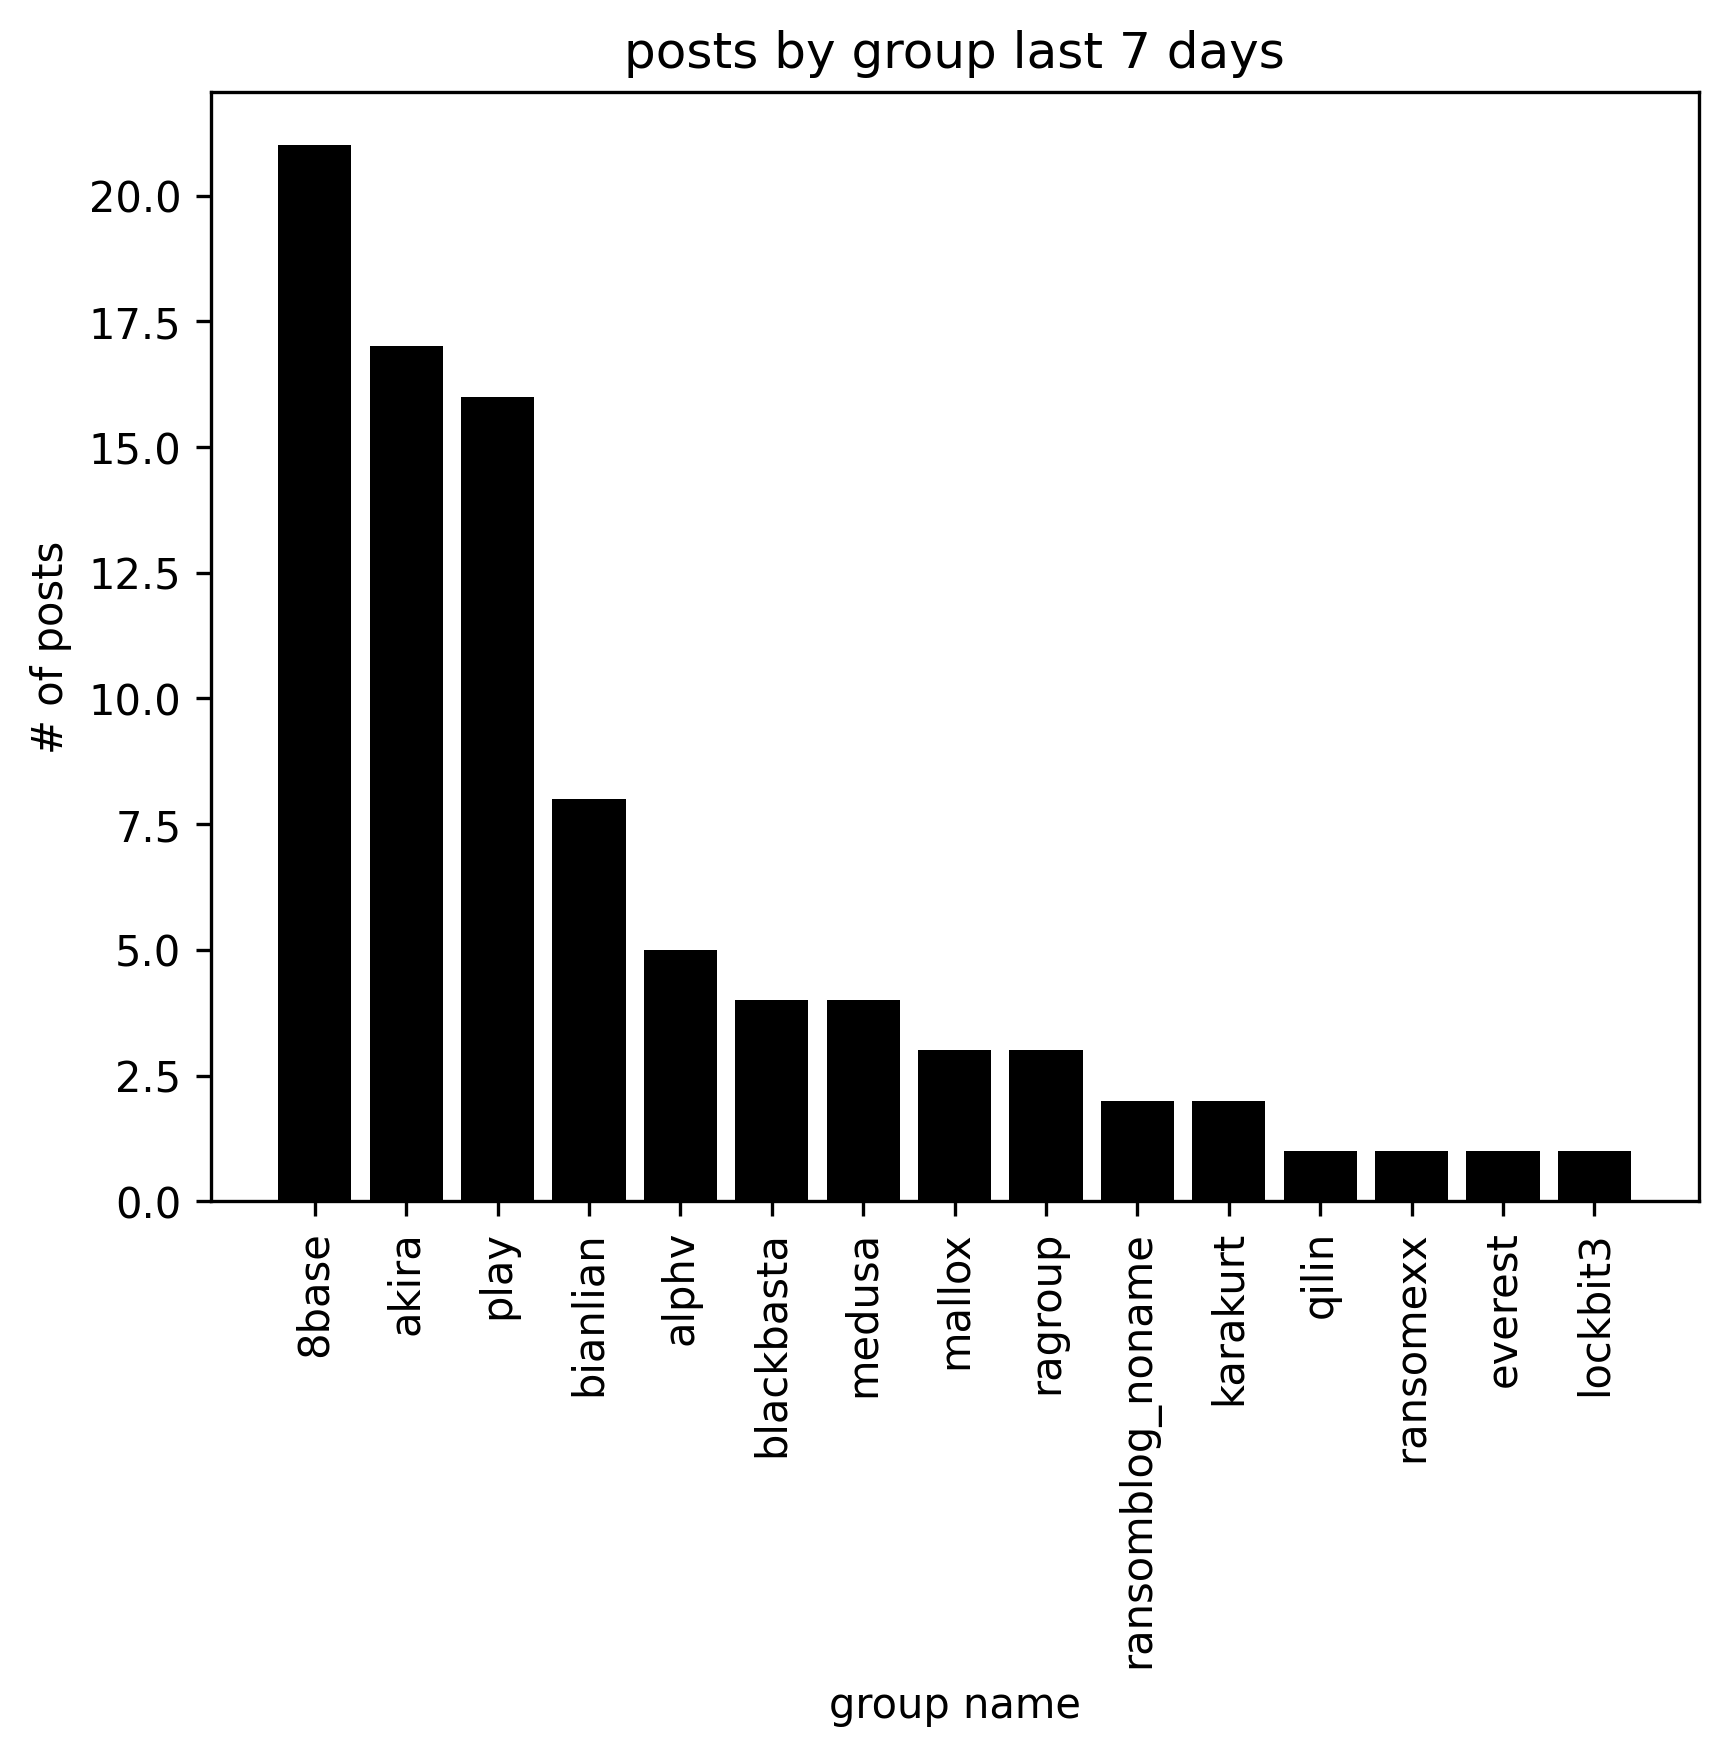 posts by group last 7 days
# of posts
20.0
17.5
15.0
12.5
10.0
7.5
5.0
2.5
0.0
8base
akira
play
bianlian
alphv
blackbasta
medusa
mallox
ragroup
ransomblog_noname
karakurt
qilin
ransomexx
everest
lockbit3
group name